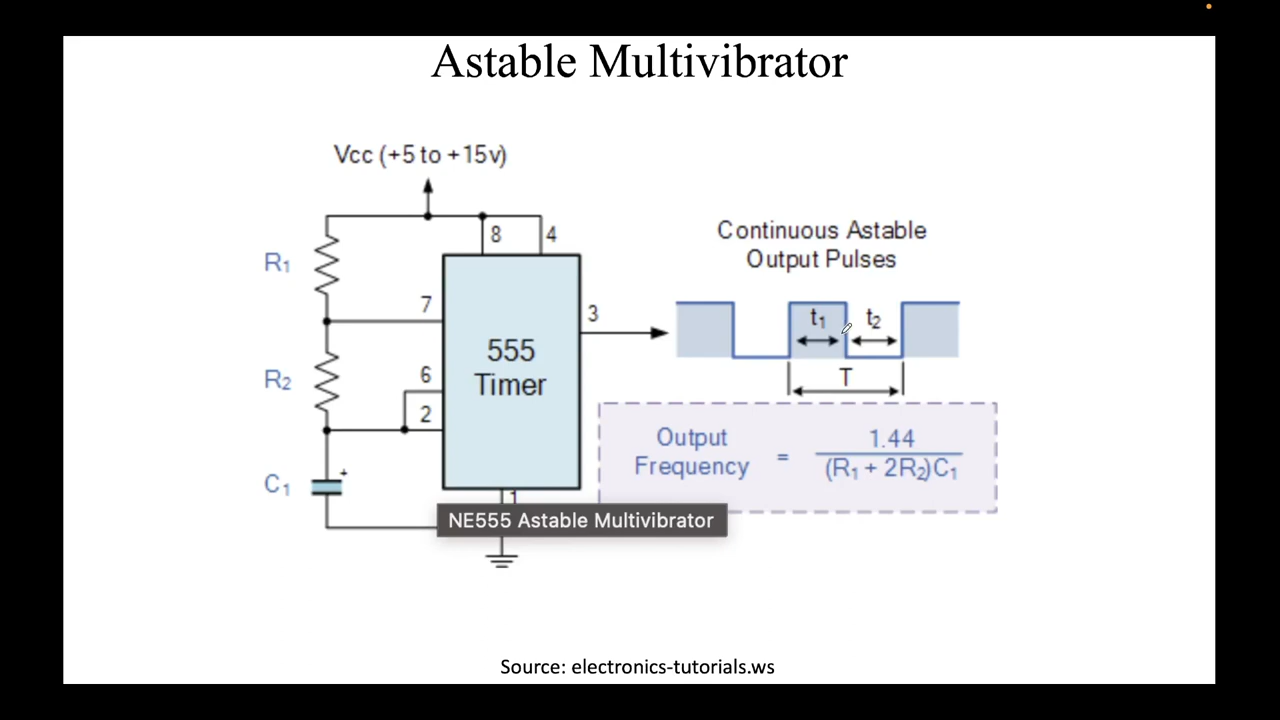 Astable Multivibrator
Vcc (+5 to +15v)
8
4
Continuous Astable
Output Pulses
R1
7
3
t1
t2
555
Timer
T
R2
6
2
Output
Frequency
=
1.44
(R1 + 2R2)C1
C1
+
1
NE555 Astable Multivibrator
Source: electronics-tutorials.ws